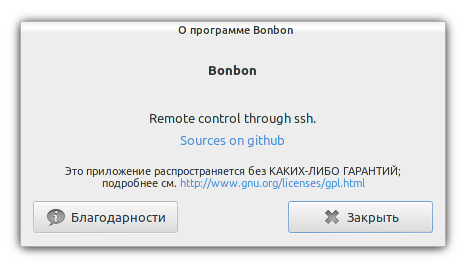 О программе Bonbon
Bonbon
Remote control through ssh.
Sources on github
Это приложение распространяется без КАКИХ-ЛИБО ГАРАНТИЙ;
подробнее см. http://www.gnu.org/licenses/gpl.html
Благодарности
Закрыть